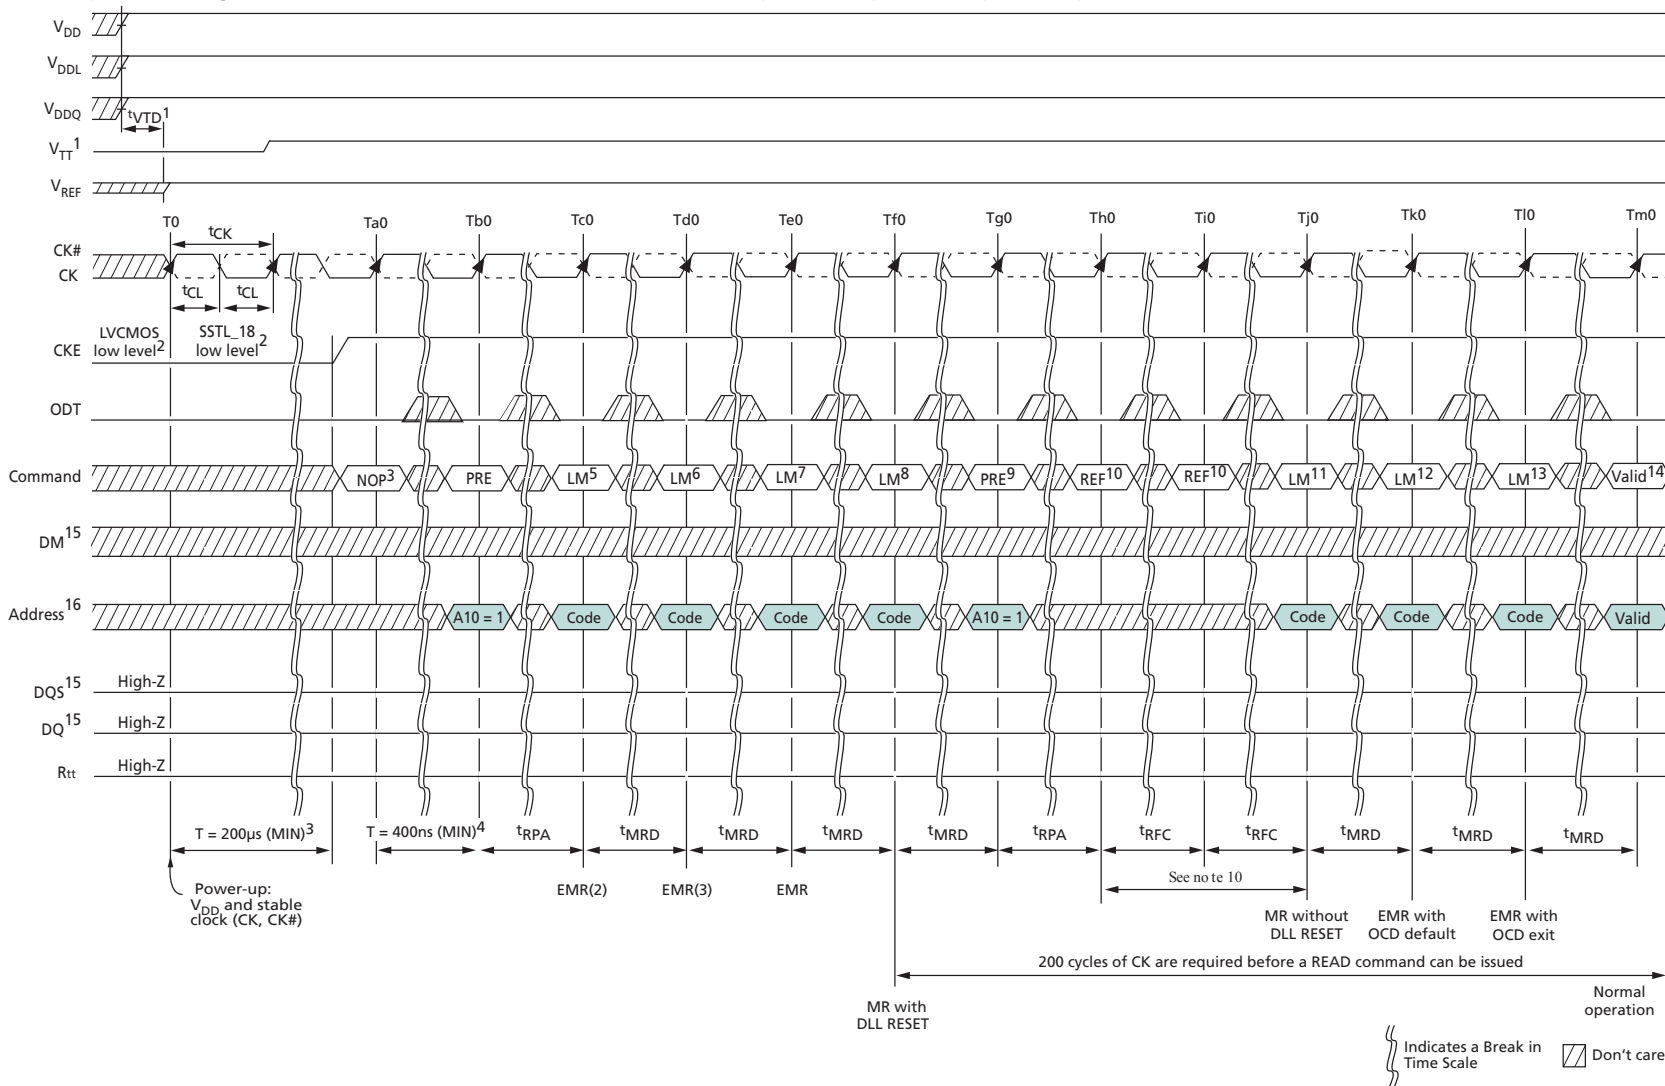 VDD
VDDL
VDDQ
tVTD1
VTT1
VREF
T0 Ta0 Tb0 Tc0 Td0 Te0 Tf0 Tg0 Th0 Ti0 Tj0 Tk0 Tl0 Tm0
tCK
CK#
CK
tCL tCL
LVCMOS low level2
SSTL_18 low level2
CKE
ODT
Command NOP3 PRE LM5 LM6 LM7 LM8 PRE9 REF10 REF10 LM11 LM12 LM13 Valid14
DM15
Address16 A10 = 1 Code Code Code Code A10 = 1 Code Code Code Valid
DQS15 High-Z
DQ15 High-Z
Rtt High-Z
T = 200µs (MIN)3 T = 400ns (MIN)4 tRPA tMRD tMRD tMRD tMRD tRPA tRFC tRFC tMRD tMRD tMRD
See note 10
Power-up:
VDD and stable
clock (CK, CK#)
EMR(2) EMR(3) EMR
MR without
DLL RESET
EMR with
OCD default
EMR with
OCD exit
200 cycles of CK are required before a READ command can be issued
MR with
DLL RESET
Normal
operation
Indicates a Break in
Time Scale
Don't care